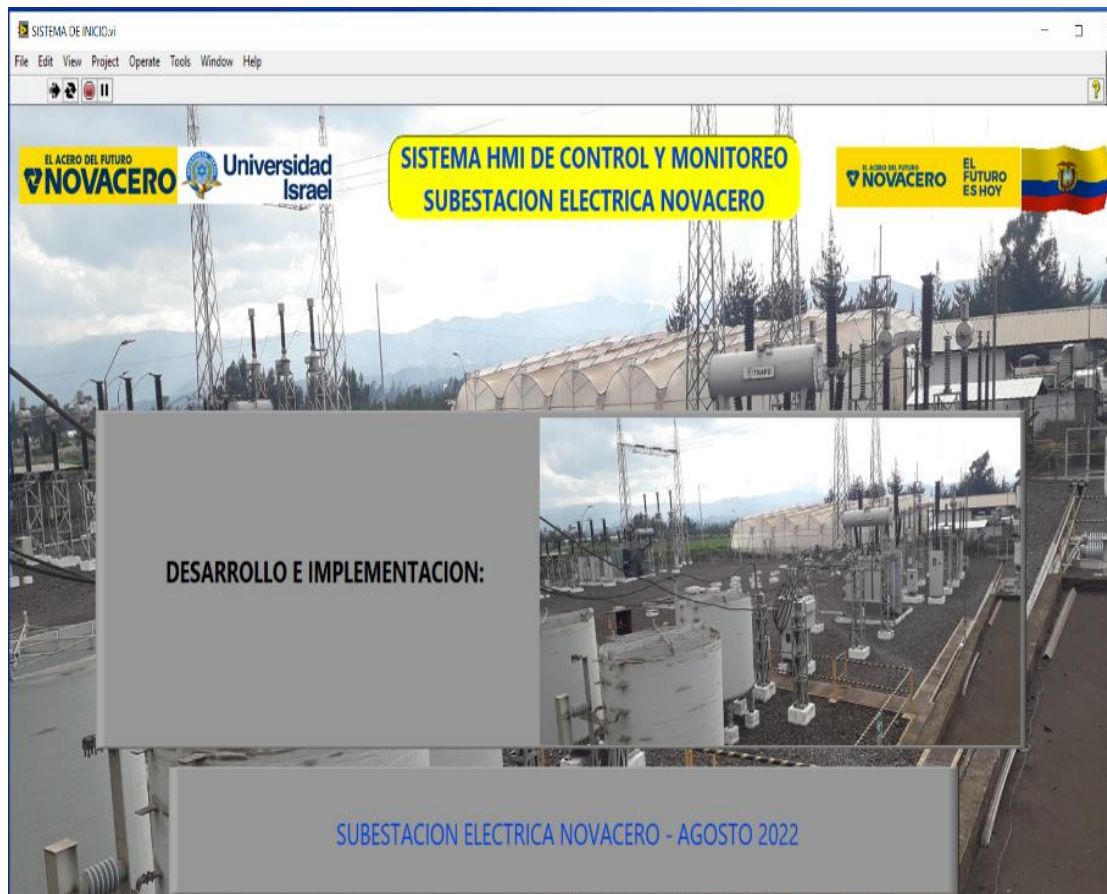 SISTEMA DE INICIO.vi
File Edit View Project Operate Tools Window Help
EL ACERO DEL FUTURO
NOVACERO
Universidad
Israel
SISTEMA HMI DE CONTROL Y MONITOREO
SUBESTACION ELECTRICA NOVACERO
EL ACERO DEL FUTURO
NOVACERO
EL
FUTURO
ES HOY
ITRAFO
DESARROLLO E IMPLEMENTACION:
SUBESTACION ELECTRICA NOVACERO - AGOSTO 2022